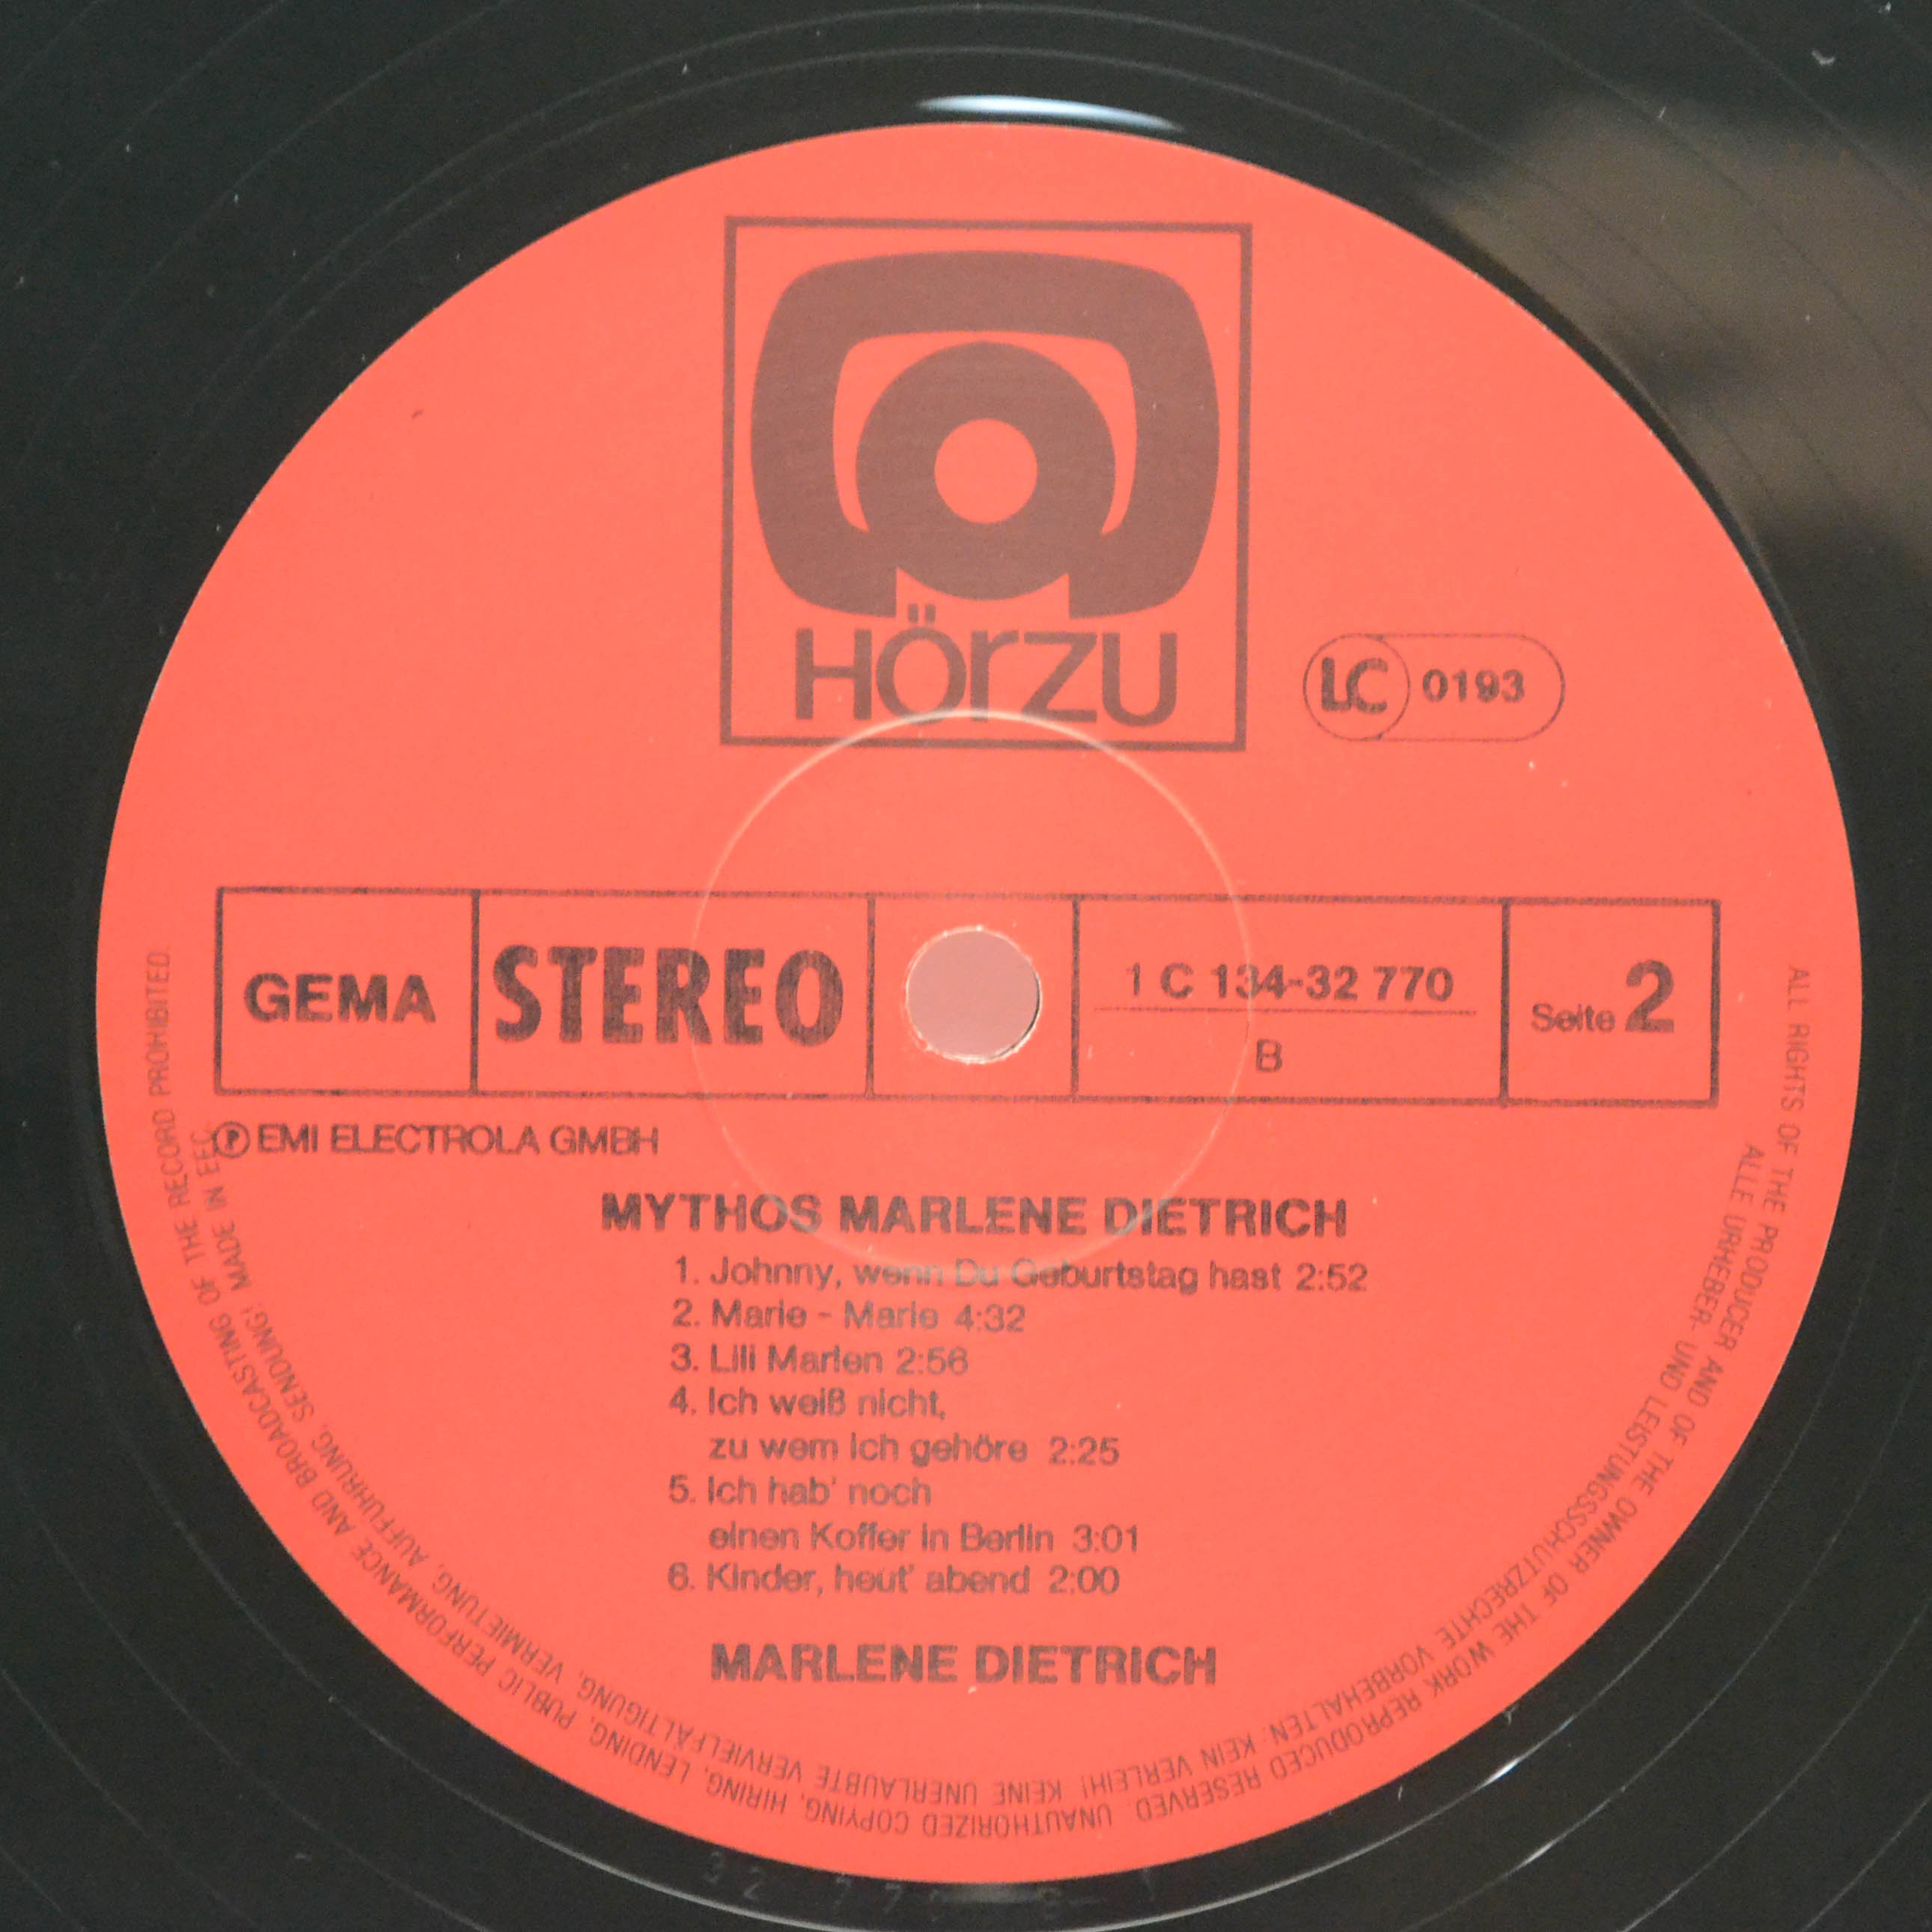 HÖRZU
LC 0193
GEMA
STEREO
1 C 134-32 770
B
Seite 2
Ⓟ EMI ELECTROLA GMBH
MYTHOS MARLENE DIETRICH
1. Johnny, wenn Du Geburtstag hast 2:52
2. Marie - Marie 4:32
3. Lili Marlen 2:56
4. Ich weiß nicht,
zu wem ich gehöre 2:25
5. Ich hab' noch
einen Koffer in Berlin 3:01
6. Kinder, heut' abend 2:00
MARLENE DIETRICH
ALL RIGHTS OF THE PRODUCER AND OF THE OWNER OF THE WORK REPRODUCED RESERVED. UNAUTHORIZED COPYING, HIRING, LENDING, PUBLIC PERFORMANCE AND BROADCASTING OF THE RECORD PROHIBITED.
ALLE URHEBER- UND LEISTUNGSSCHUTZRECHTE VORBEHALTEN. KEIN VERLEIH! KEINE UNERLAUBTE VERVIELFÄLTIGUNG, VERMIETUNG, AUFFÜHRUNG, SENDUNG! MADE IN EEC